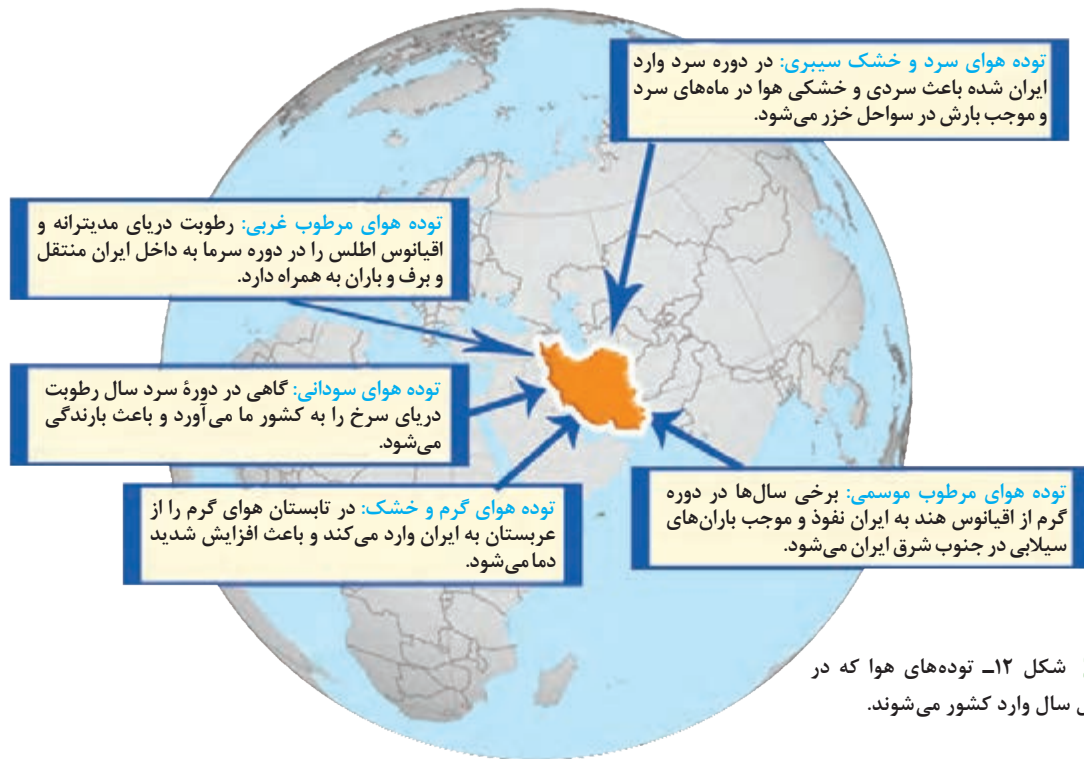 توده هوای سرد و خشک سیبری: در دوره سرد وارد
ایران شده باعث سردی و خشکی هوا در ماه‌های سرد
و موجب بارش در سواحل خزر می‌شود.
توده هوای مرطوب غربی: رطوبت دریای مدیترانه و
اقیانوس اطلس را در دوره سرما به داخل ایران منتقل
و برف و باران به همراه دارد.
توده هوای سودانی: گاهی در دورهٔ سرد سال رطوبت
دریای سرخ را به کشور ما می‌آورد و باعث بارندگی
می‌شود.
توده هوای گرم و خشک: در تابستان هوای گرم را از
عربستان به ایران وارد می‌کند و باعث افزایش شدید
دما می‌شود.
توده هوای مرطوب موسمی: برخی سال‌ها در دوره
گرم از اقیانوس هند به ایران نفوذ و موجب باران‌های
سیلابی در جنوب شرق ایران می‌شود.
شکل ۱۲ـ توده‌های هوا که در
سال وارد کشور می‌شوند.